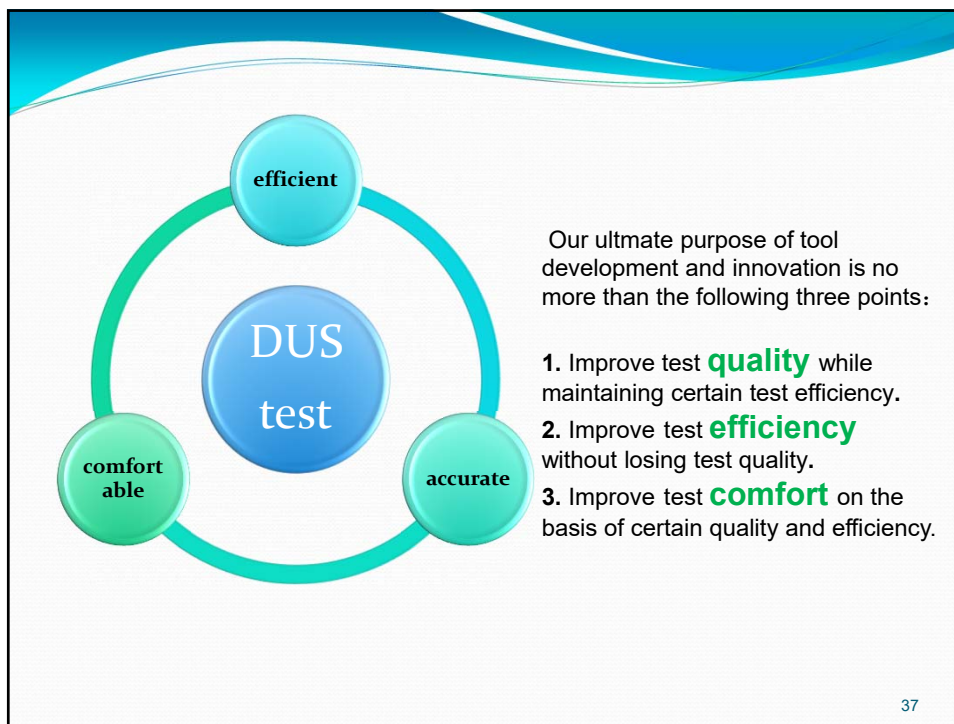 efficient
DUS
test
comfort
able
accurate
Our ultmate purpose of tool
development and innovation is no
more than the following three points：
1. Improve test quality while
maintaining certain test efficiency.
2. Improve test efficiency
without losing test quality.
3. Improve test comfort on the
basis of certain quality and efficiency.
37